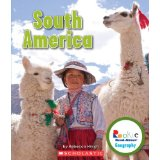 South
America
by Rebecca Hirsch
Rookie
Read-About
Geography
SCHOLASTIC